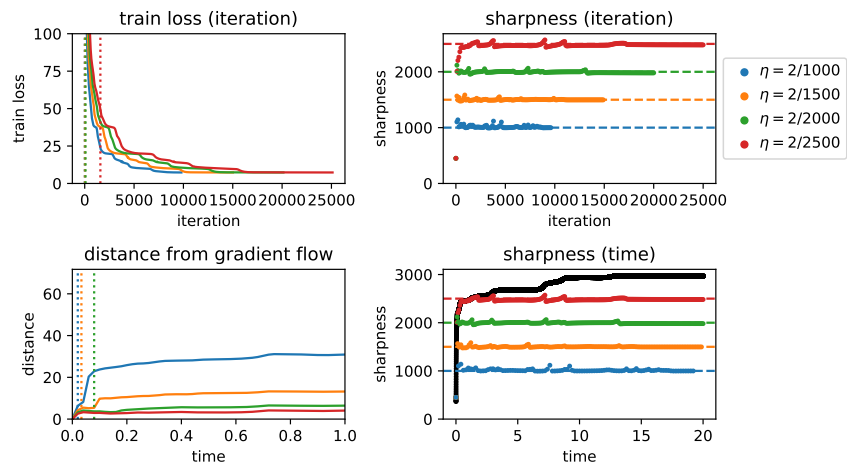 train loss (iteration)
train loss
100
75
50
25
0
0 5000 10000 15000 20000 25000
iteration
sharpness (iteration)
sharpness
2000
1000
0
0 5000 10000 15000 20000 25000
iteration
η = 2/1000
η = 2/1500
η = 2/2000
η = 2/2500
distance from gradient flow
distance
60
40
20
0
0.0 0.2 0.4 0.6 0.8 1.0
time
sharpness (time)
sharpness
3000
2000
1000
0
0 5 10 15 20
time